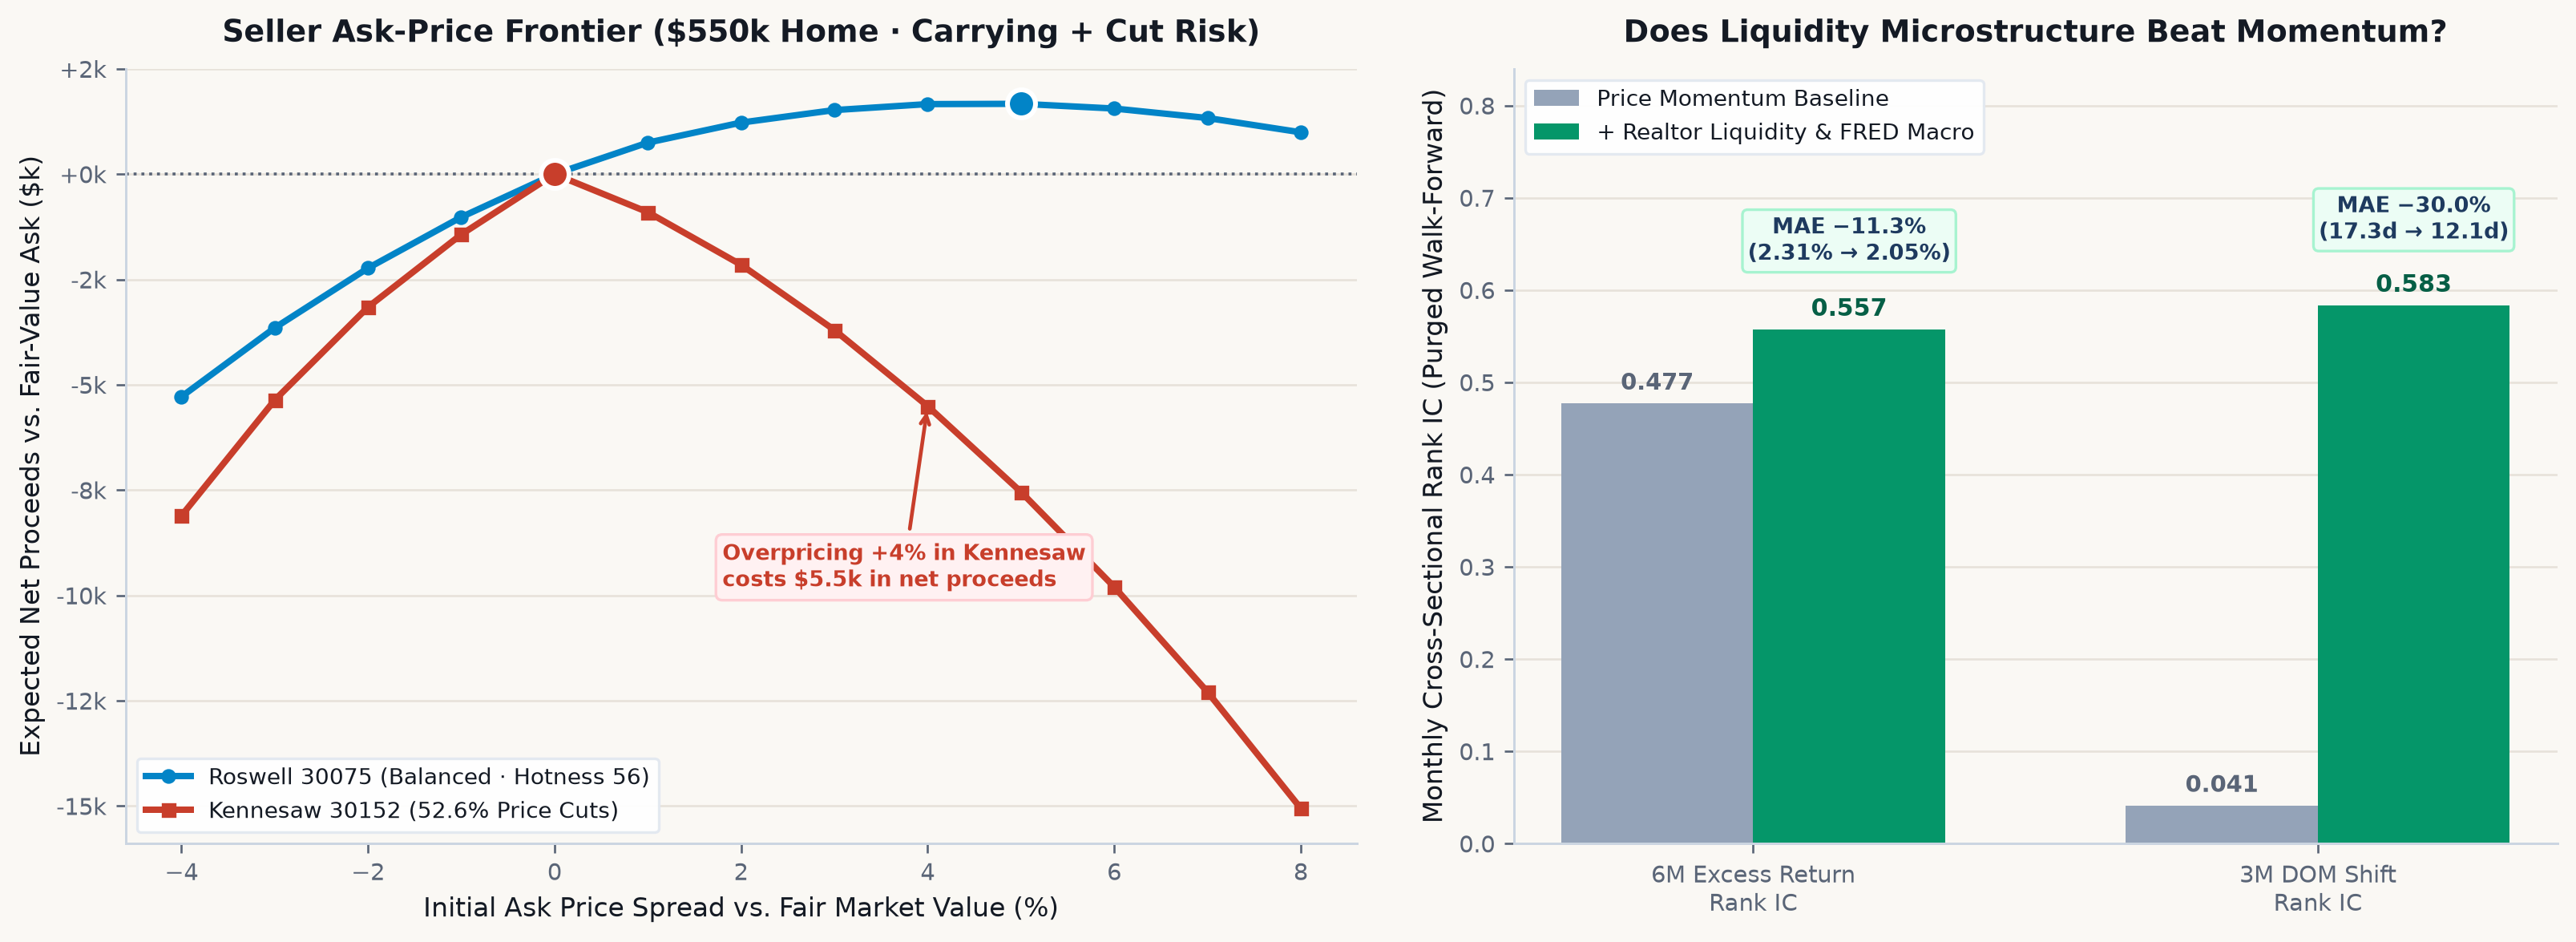 Seller Ask-Price Frontier ($550k Home · Carrying + Cut Risk)
Expected Net Proceeds vs. Fair-Value Ask ($k)
+2k
+0k
-2k
-5k
-8k
-10k
-12k
-15k
Overpricing +4% in Kennesaw
costs $5.5k in net proceeds
Roswell 30075 (Balanced · Hotness 56)
Kennesaw 30152 (52.6% Price Cuts)
−4
−2
0
2
4
6
8
Initial Ask Price Spread vs. Fair Market Value (%)
Does Liquidity Microstructure Beat Momentum?
Monthly Cross-Sectional Rank IC (Purged Walk-Forward)
0.8
0.7
0.6
0.5
0.4
0.3
0.2
0.1
0.0
Price Momentum Baseline
+ Realtor Liquidity & FRED Macro
MAE −11.3%
(2.31% → 2.05%)
MAE −30.0%
(17.3d → 12.1d)
0.477
0.557
0.041
0.583
6M Excess Return
Rank IC
3M DOM Shift
Rank IC